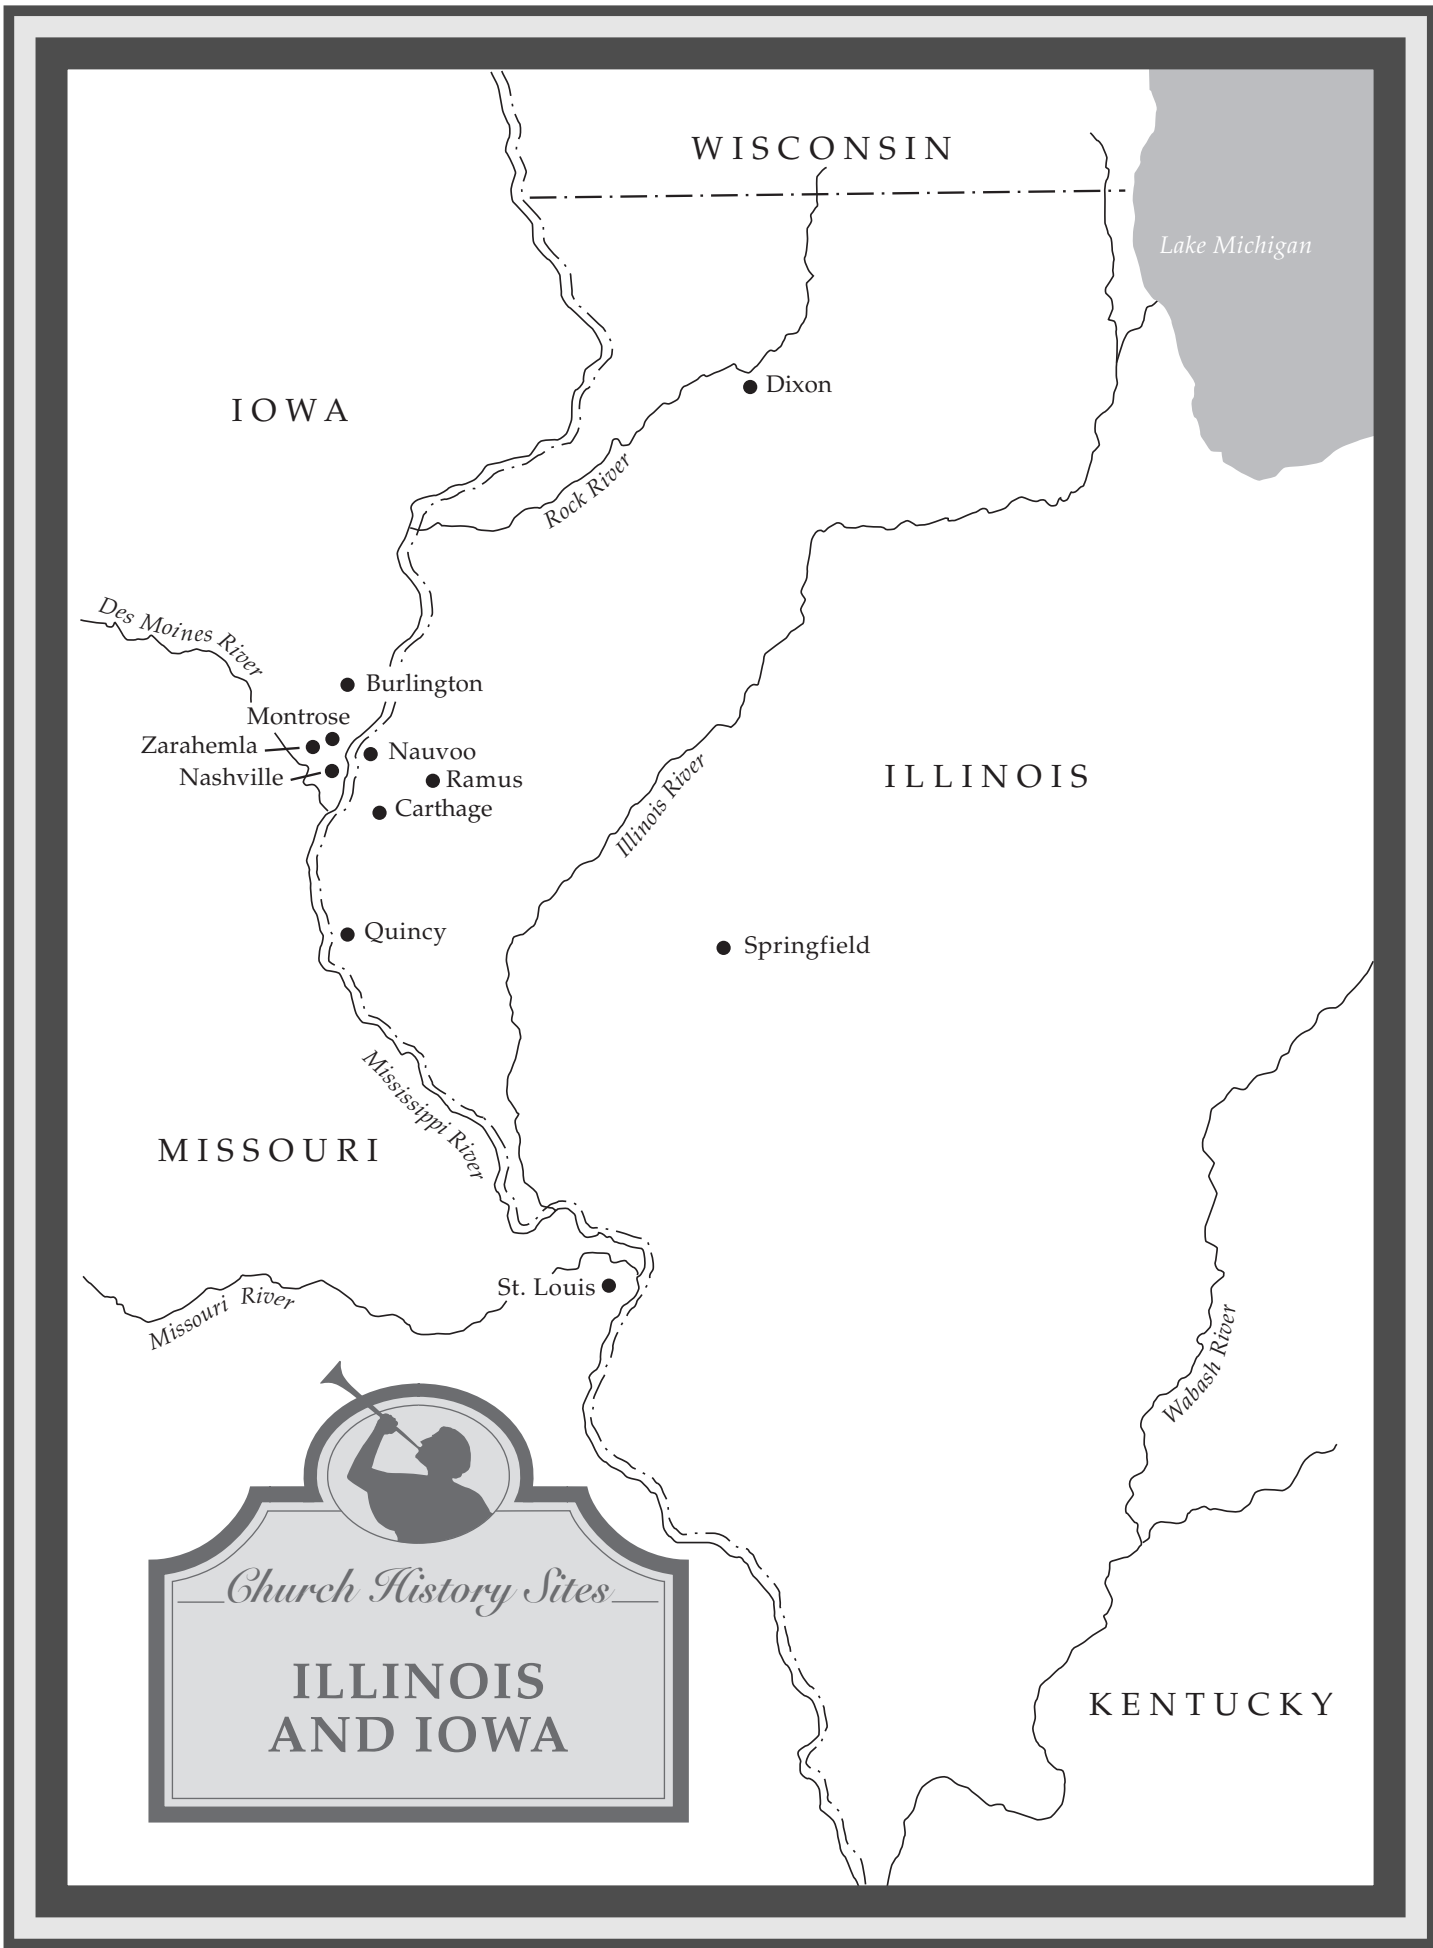 WISCONSIN
Lake Michigan
IOWA
Dixon
Rock River
Des Moines River
Burlington
Montrose
Zarahemla
Nauvoo
Nashville
Ramus
Carthage
ILLINOIS
Illinois River
Quincy
Springfield
Mississippi River
MISSOURI
St. Louis
Missouri River
Wabash River
KENTUCKY
Church History Sites
ILLINOIS
AND IOWA